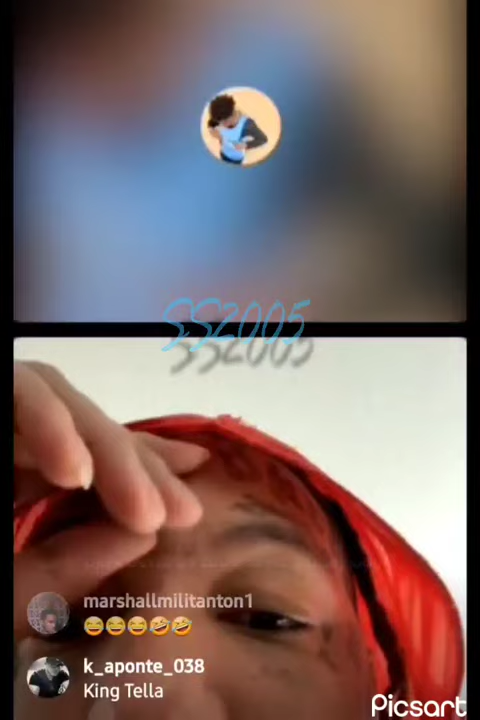 SS2005
marshallmilitanton1
😂😂😂🤣🤣
k_aponte_038
King Tella
Picsart